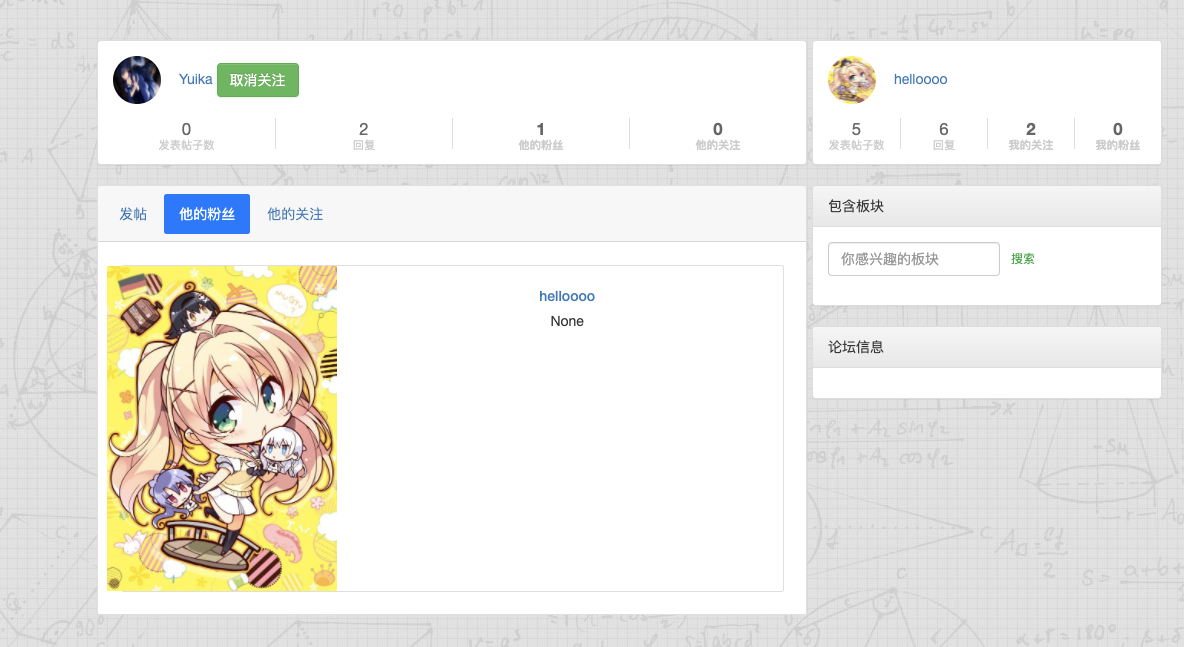 Yuika 取消关注
0 2 1 0
发表帖子数 回复 他的粉丝 他的关注
helloooo
5 6 2 0
发表帖子数 回复 我的关注 我的粉丝
发帖 他的粉丝 他的关注
helloooo
None
包含板块
你感兴趣的板块 搜索
论坛信息